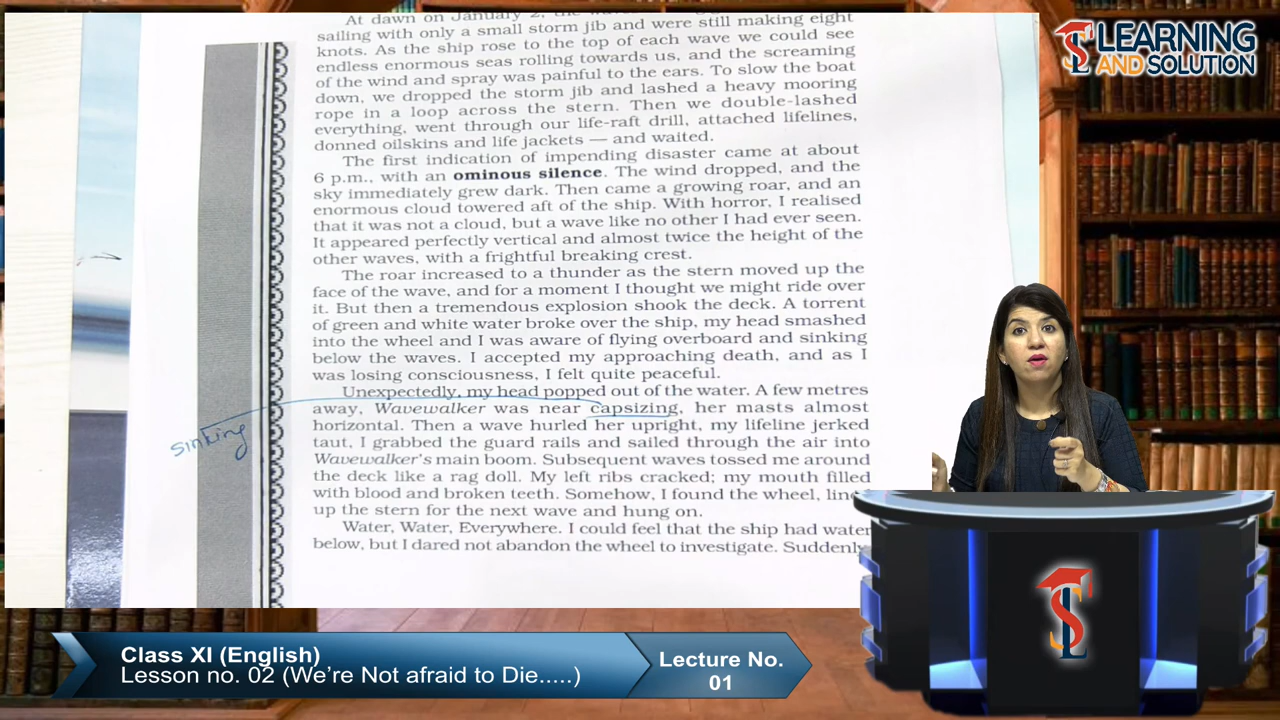 At dawn on January 2, the
sailing with only a small storm jib and were still making eight
knots. As the ship rose to the top of each wave we could see
endless enormous seas rolling towards us, and the screaming
of the wind and spray was painful to the ears. To slow the boat
down, we dropped the storm jib and lashed a heavy mooring
rope in a loop across the stern. Then we double-lashed
everything, went through our life-raft drill, attached lifelines,
donned oilskins and life jackets — and waited.
The first indication of impending disaster came at about
6 p.m., with an ominous silence. The wind dropped, and the
sky immediately grew dark. Then came a growing roar, and an
enormous cloud towered aft of the ship. With horror, I realised
that it was not a cloud, but a wave like no other I had ever seen.
It appeared perfectly vertical and almost twice the height of the
other waves, with a frightful breaking crest.
The roar increased to a thunder as the stern moved up the
face of the wave, and for a moment I thought we might ride over
it. But then a tremendous explosion shook the deck. A torrent
of green and white water broke over the ship, my head smashed
into the wheel and I was aware of flying overboard and sinking
below the waves. I accepted my approaching death, and as I
was losing consciousness, I felt quite peaceful.
Unexpectedly, my head popped out of the water. A few metres
away, Wavewalker was near capsizing, her masts almost
horizontal. Then a wave hurled her upright, my lifeline jerked
taut, I grabbed the guard rails and sailed through the air into
Wavewalker's main boom. Subsequent waves tossed me around
the deck like a rag doll. My left ribs cracked; my mouth filled
with blood and broken teeth. Somehow, I found the wheel, line
up the stern for the next wave and hung on.
Water, Water, Everywhere. I could feel that the ship had water
below, but I dared not abandon the wheel to investigate. Suddenly
sinking
LEARNING
AND SOLUTION
Class XI (English)
Lesson no. 02 (We're Not afraid to Die.....)
Lecture No.
01